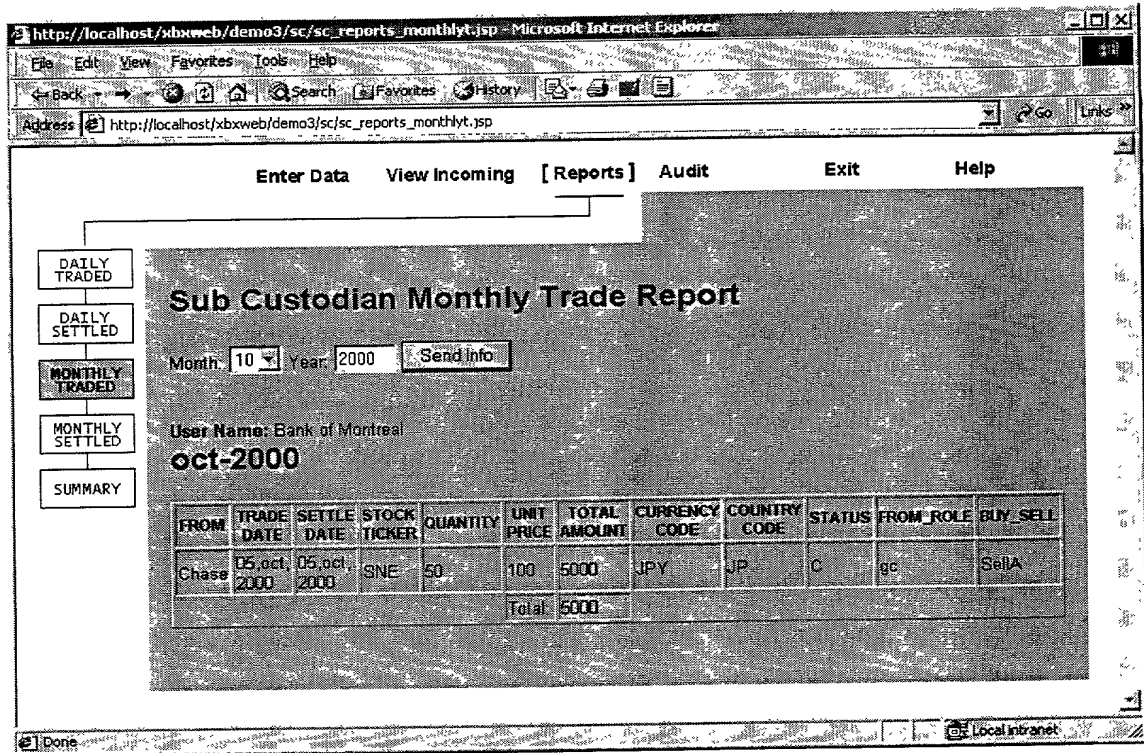 http://localhost/xbxweb/demo3/sc/sc_reports_monthlyt.jsp - Microsoft Internet Explorer
File Edit View Favorites Tools Help
Back Search Favorites History
Address http://localhost/xbxweb/demo3/sc/sc_reports_monthlyt.jsp Go Links »
Enter Data View Incoming [ Reports ] Audit Exit Help
DAILY TRADED
DAILY SETTLED
MONTHLY TRADED
MONTHLY SETTLED
SUMMARY
Sub Custodian Monthly Trade Report
Month: 10 Year: 2000 Send Info
User Name: Bank of Montreal
oct-2000
FROM TRADE DATE SETTLE DATE STOCK TICKER QUANTITY UNIT PRICE TOTAL AMOUNT CURRENCY CODE COUNTRY CODE STATUS FROM_ROLE BUY_SELL
Chase 05,oct, 2000 05,oct, 2000 SNE 50 100 5000 JPY JP C gc SellA
Total: 5000
Done Local intranet